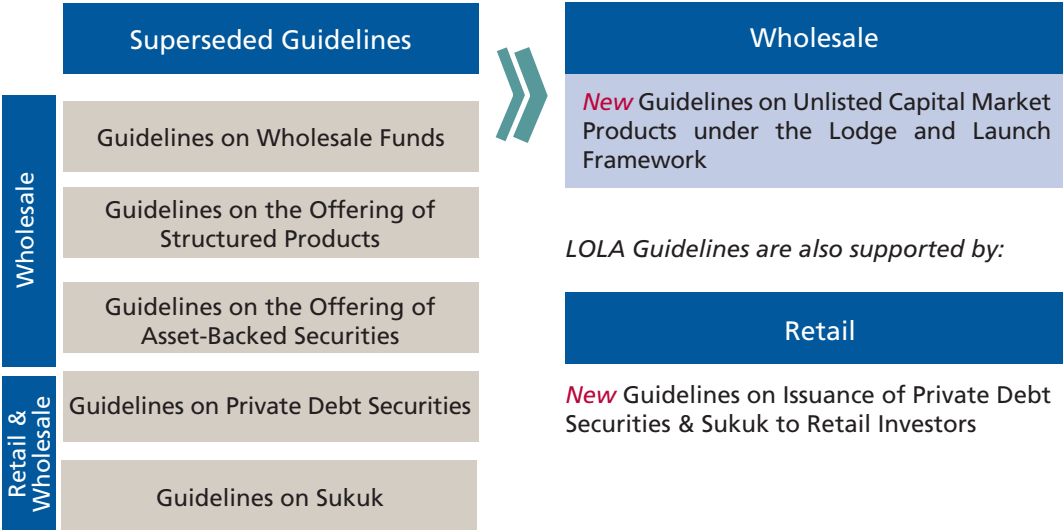 Superseded Guidelines
Wholesale
Guidelines on Wholesale Funds
Guidelines on the Offering of
Structured Products
Guidelines on the Offering of
Asset-Backed Securities
Retail &
Wholesale
Guidelines on Private Debt Securities
Guidelines on Sukuk
Wholesale
New Guidelines on Unlisted Capital Market
Products under the Lodge and Launch
Framework
LOLA Guidelines are also supported by:
Retail
New Guidelines on Issuance of Private Debt
Securities & Sukuk to Retail Investors